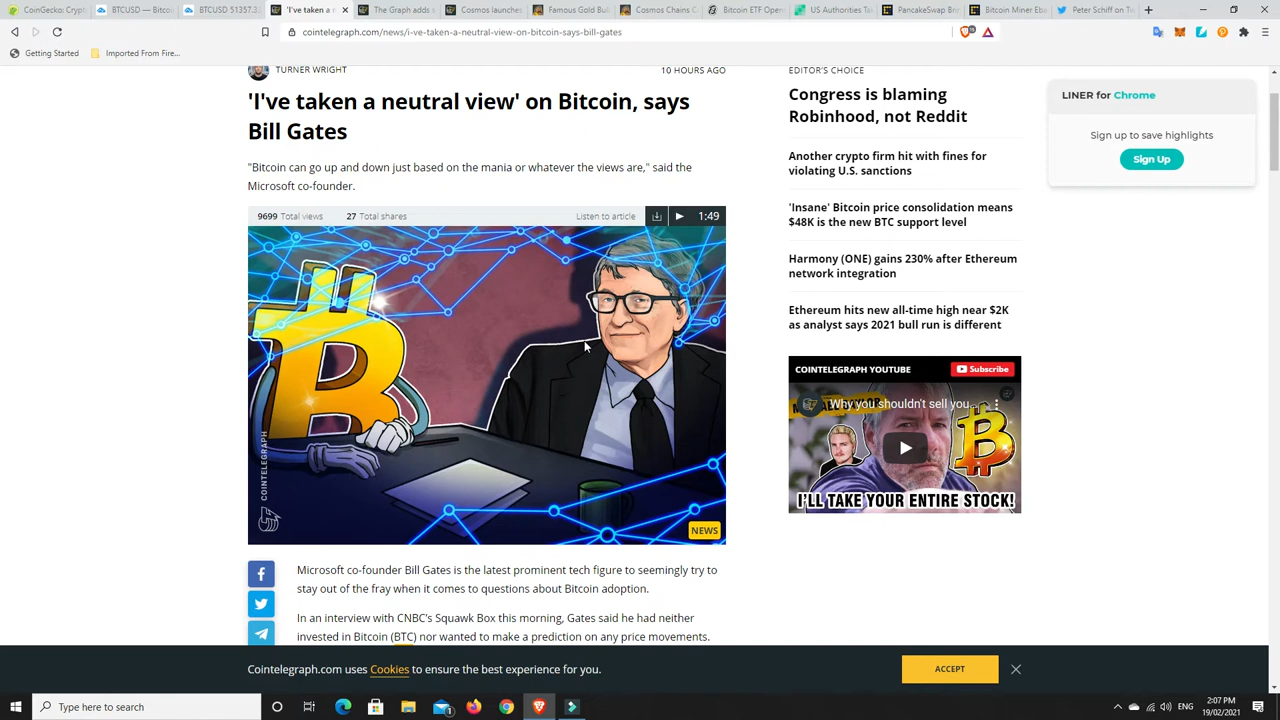 CoinGecko: Crypt
BTCUSD — Bitcoi
BTCUSD 51357.33
'I've taken a n
The Graph adds s
Cosmos launches
Famous Gold Bul
Cosmos Chains C
Bitcoin ETF Open
US Authorities Ta
PancakeSwap Br
Bitcoin Miner Eba
Peter Schiff on Tw
cointelegraph.com/news/i-ve-taken-a-neutral-view-on-bitcoin-says-bill-gates
Getting Started
Imported From Fire...
TURNER WRIGHT
10 HOURS AGO
'I've taken a neutral view' on Bitcoin, says
Bill Gates
"Bitcoin can go up and down just based on the mania or whatever the views are," said the
Microsoft co-founder.
9699 Total views
27 Total shares
Listen to article
1:49
COINTELEGRAPH
NEWS
Microsoft co-founder Bill Gates is the latest prominent tech figure to seemingly try to
stay out of the fray when it comes to questions about Bitcoin adoption.
In an interview with CNBC's Squawk Box this morning, Gates said he had neither
invested in Bitcoin (BTC) nor wanted to make a prediction on any price movements.
EDITOR'S CHOICE
Congress is blaming
Robinhood, not Reddit
Another crypto firm hit with fines for
violating U.S. sanctions
'Insane' Bitcoin price consolidation means
$48K is the new BTC support level
Harmony (ONE) gains 230% after Ethereum
network integration
Ethereum hits new all-time high near $2K
as analyst says 2021 bull run is different
COINTELEGRAPH YOUTUBE
Subscribe
Why you shouldn't sell you...
I'LL TAKE YOUR ENTIRE STOCK!
LINER for Chrome
Sign up to save highlights
Sign Up
Cointelegraph.com uses Cookies to ensure the best experience for you.
ACCEPT
Type here to search
ENG
2:07 PM
19/02/2021